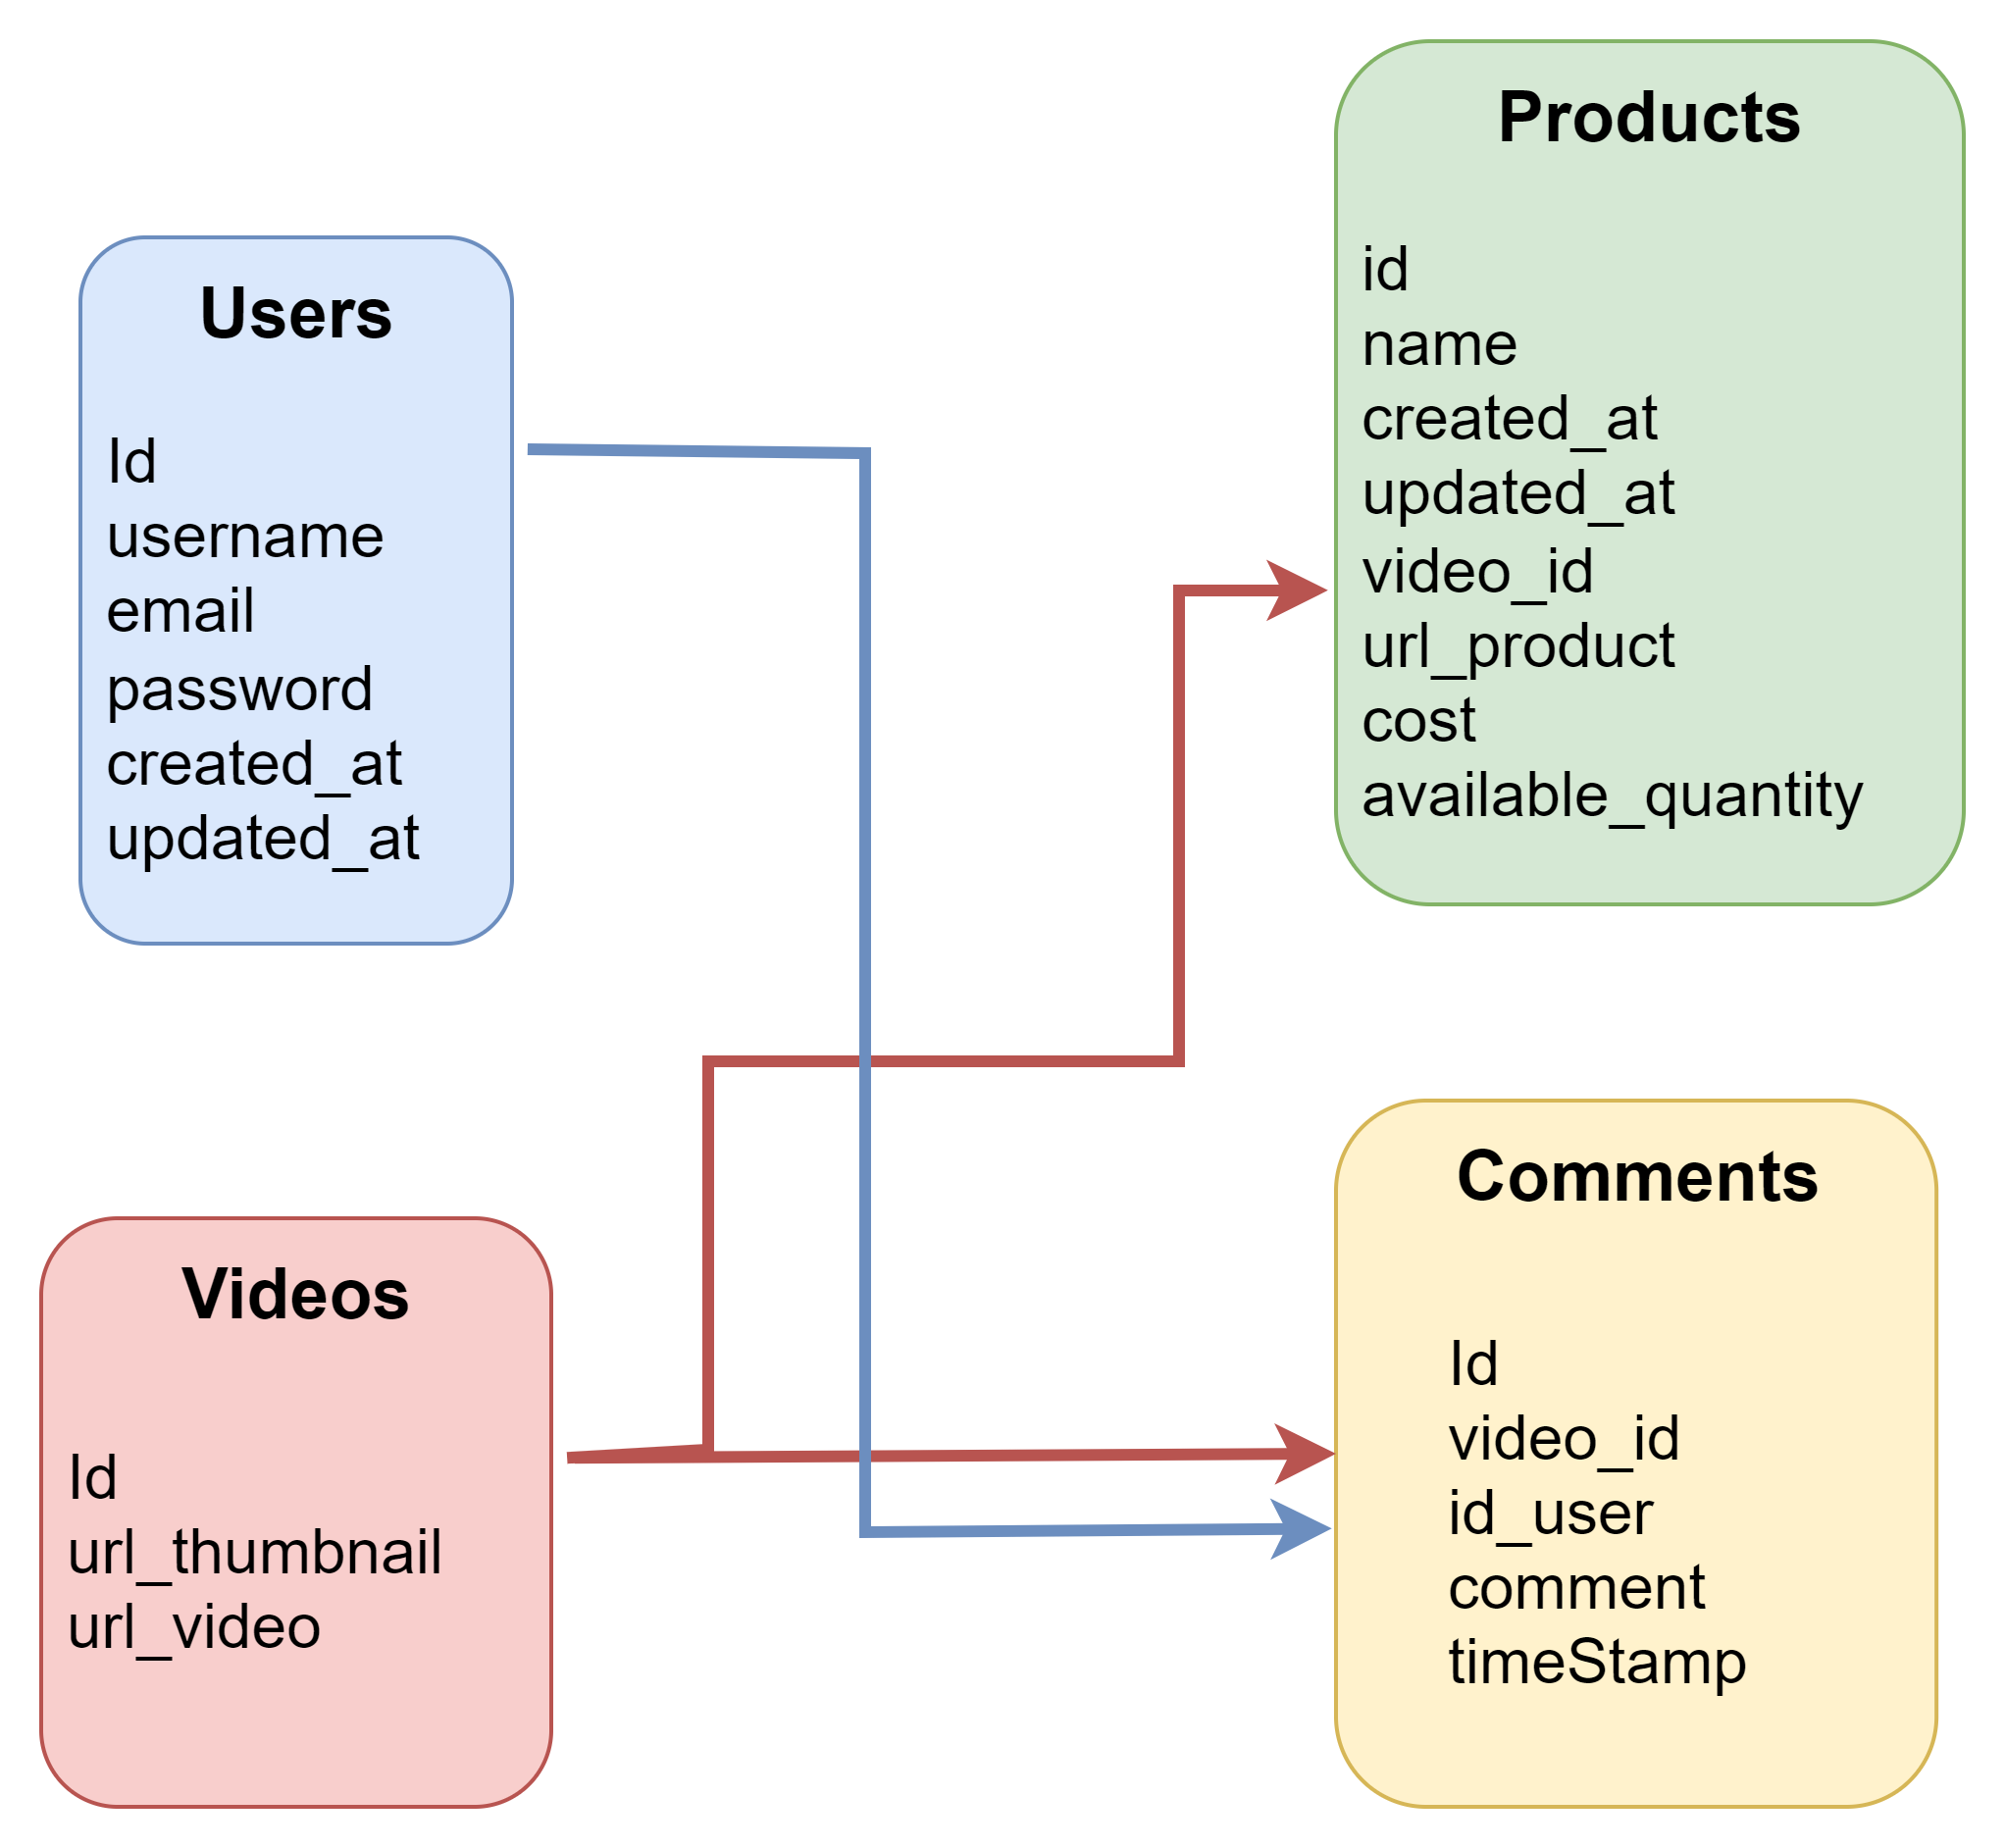 Users
Id
username
email
password
created_at
updated_at
Products
id
name
created_at
updated_at
video_id
url_product
cost
available_quantity
Videos
Id
url_thumbnail
url_video
Comments
Id
video_id
id_user
comment
timeStamp